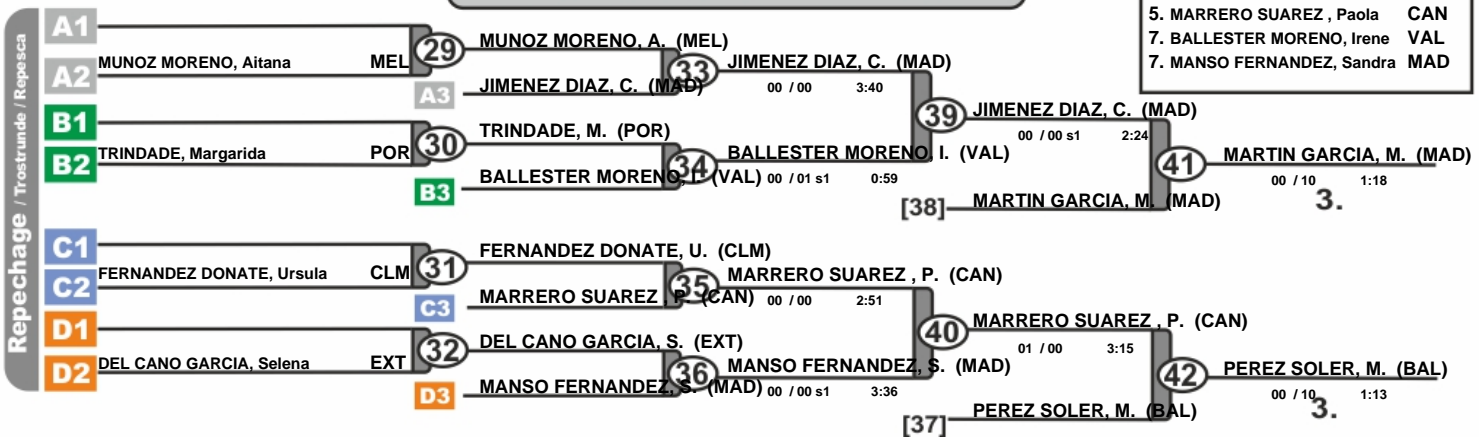 5. MARRERO SUAREZ , Paola CAN
7. BALLESTER MORENO, Irene VAL
7. MANSO FERNANDEZ, Sandra MAD
Repechage / Trostrunde / Repesca
A1
MUNOZ MORENO, Aitana MEL
A2
29
MUNOZ MORENO, A. (MEL)
A3
JIMENEZ DIAZ, C. (MAD)
33
JIMENEZ DIAZ, C. (MAD)
00 / 00 3:40
B1
TRINDADE, Margarida POR
B2
30
TRINDADE, M. (POR)
B3
BALLESTER MORENO, I. (VAL)
34
BALLESTER MORENO, I. (VAL)
00 / 01 s1 0:59
39
JIMENEZ DIAZ, C. (MAD)
00 / 00 s1 2:24
[38]
MARTIN GARCIA, M. (MAD)
41
MARTIN GARCIA, M. (MAD)
00 / 10 1:18
3.
C1
FERNANDEZ DONATE, Ursula CLM
C2
31
FERNANDEZ DONATE, U. (CLM)
C3
MARRERO SUAREZ , P. (CAN)
35
MARRERO SUAREZ , P. (CAN)
00 / 00 2:51
D1
DEL CANO GARCIA, Selena EXT
D2
32
DEL CANO GARCIA, S. (EXT)
D3
MANSO FERNANDEZ, S. (MAD)
36
MANSO FERNANDEZ, S. (MAD)
00 / 00 s1 3:36
40
MARRERO SUAREZ , P. (CAN)
01 / 00 3:15
[37]
PEREZ SOLER, M. (BAL)
42
PEREZ SOLER, M. (BAL)
00 / 10 1:13
3.